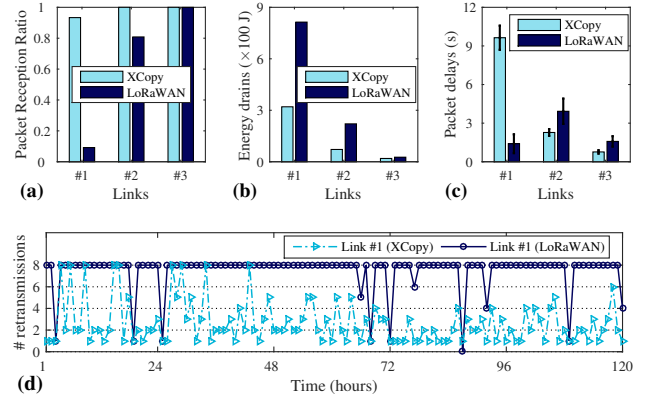 Packet Reception Ratio
1
0.8
0.6
0.4
0.2
0
XCopy
LoRaWAN
#1 #2 #3
Links
(a)
Energy drains (×100 J)
9
6
3
0
XCopy
LoRaWAN
#1 #2 #3
Links
(b)
Packet delays (s)
12
9
6
3
0
XCopy
LoRaWAN
#1 #2 #3
Links
(c)
# retransmissions
Link #1 (XCopy) Link #1 (LoRaWAN)
8
6
4
2
0
1 24 48 72 96 120
Time (hours)
(d)